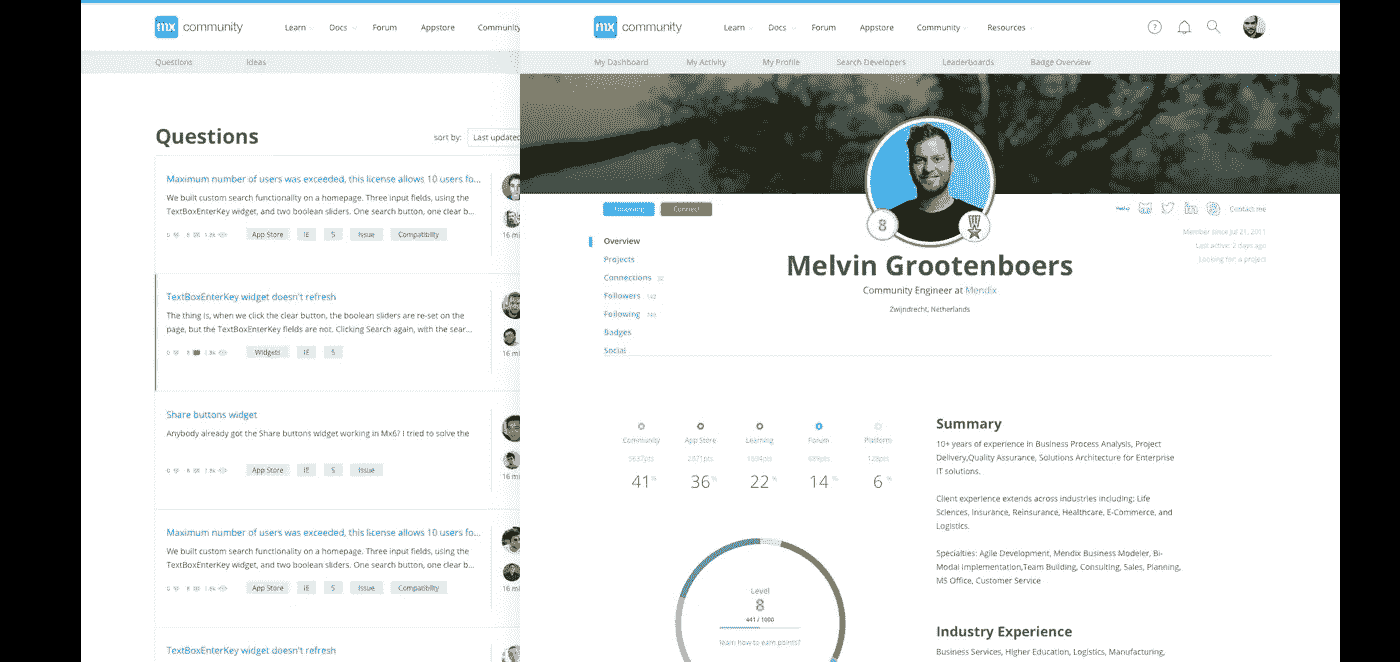 mx community Learn Docs Forum Appstore Community
Questions Ideas
Questions
sort by: Last updated
Maximum number of users was exceeded, this license allows 10 users fo...
We built custom search functionality on a homepage. Three input fields, using the
TextBoxEnterKey widget, and two boolean sliders. One search button, one clear b...
App Store IE 5 Issue Compatibility
16 mi
TextBoxEnterKey widget doesn't refresh
The thing is, when we click the clear button, the boolean sliders are re-set on the
page, but the TextBoxEnterKey fields are not. Clicking Search again, with the sear...
Widgets IE 5
16 mi
Share buttons widget
Anybody already got the Share buttons widget working in Mx6? I tried to solve the
App Store IE 5 Issue
16 mi
Maximum number of users was exceeded, this license allows 10 users fo...
We built custom search functionality on a homepage. Three input fields, using the
TextBoxEnterKey widget, and two boolean sliders. One search button, one clear b...
App Store IE 5 Issue Compatibility
16 mi
TextBoxEnterKey widget doesn't refresh
mx community Learn Docs Forum Appstore Community Resources
My Dashboard My Activity My Profile Search Developers Leaderboards Badge Overview
Following Connect
8
Contact me
Member since Jul 21, 2011
Last active: 2 days ago
Looking for: a project
Overview
Projects
Connections
Followers
Following
Badges
Social
Melvin Grootenboers
Community Engineer at Mendix
Zwijndrecht, Netherlands
Community App Store Learning Forum Platform
41% 36% 22% 14% 6%
Level
8
441 / 1000
Learn how to earn points?
Summary
10+ years of experience in Business Process Analysis, Project
Delivery,Quality Assurance, Solutions Architecture for Enterprise
IT solutions.
Client experience extends across industries including: Life
Sciences, Insurance, Reinsurance, Healthcare, E-Commerce, and
Logistics.
Specialties: Agile Development, Mendix Business Modeler, Bi-
Modal Implementation,Team Building, Consulting, Sales, Planning,
MS Office, Customer Service
Industry Experience
Business Services, Higher Education, Logistics, Manufacturing,